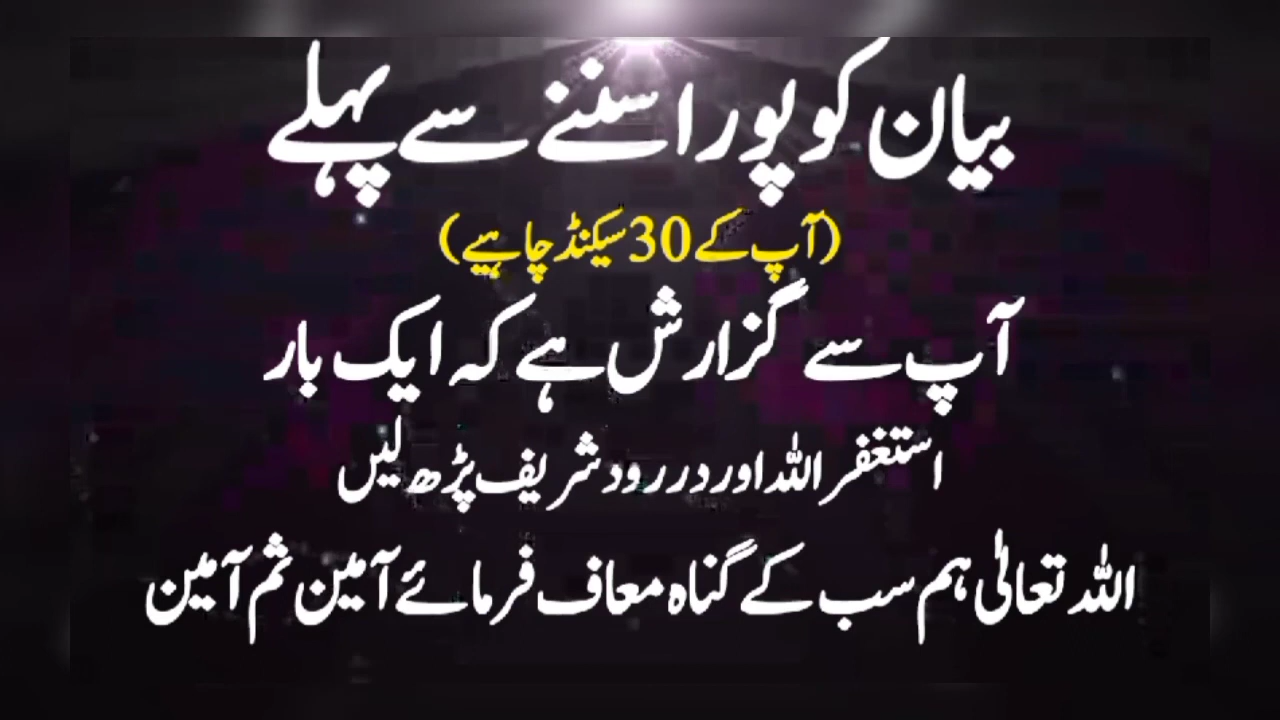 بیان کو پورا سننے سے پہلے
(آپ کے 30 سیکنڈ چاہیے)
آپ سے گزارش ہے کہ ایک بار
استغفر اللہ اور دررود شریف پڑھ لیں
اللہ تعالیٰ ہم سب کے گناہ معاف فرمائے آمین ثم آمین